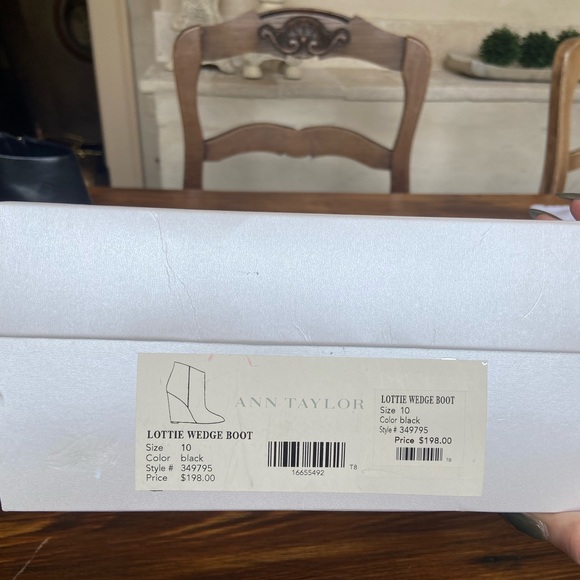 ANN TAYLOR
LOTTIE WEDGE BOOT
Size 10
Color black
Style # 349795
Price $198.00
16655492
T8
LOTTIE WEDGE BOOT
Size 10
Color black
Style # 349795
Price $198.00
T8